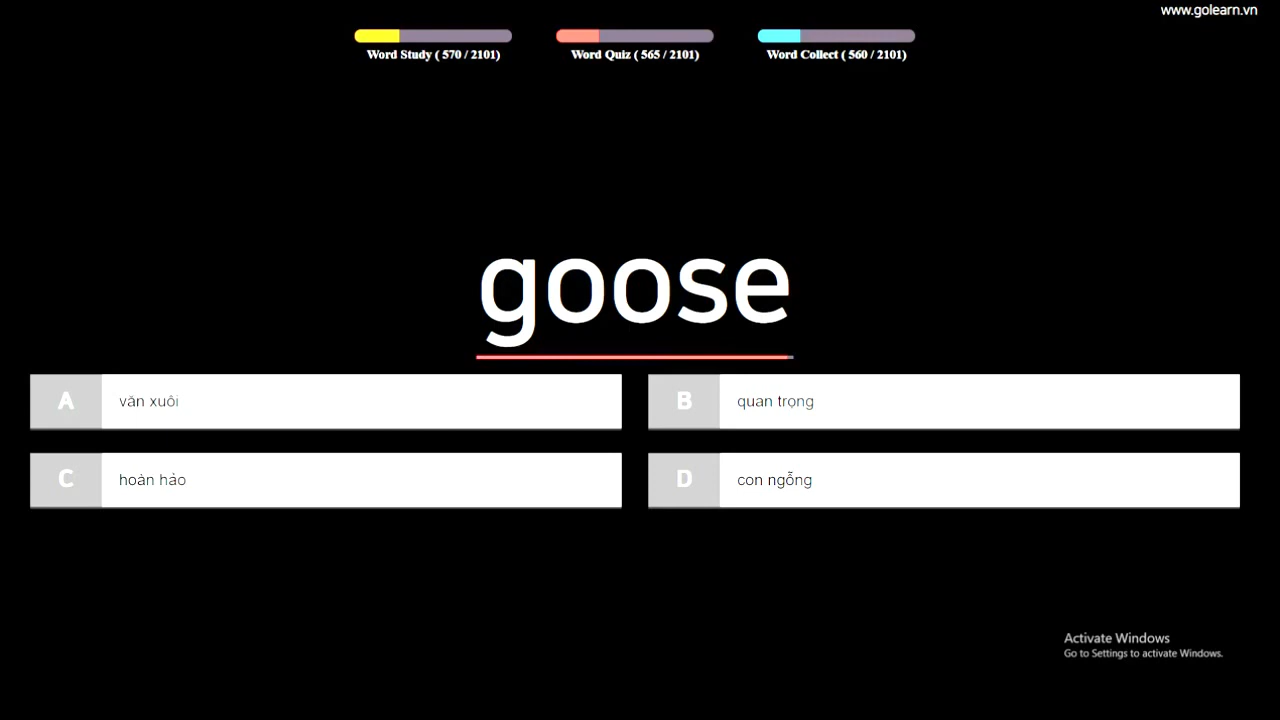 www.golearn.vn
Word Study ( 570 / 2101)
Word Quiz ( 565 / 2101)
Word Collect ( 560 / 2101)
goose
A văn xuôi
B quan trọng
C hoàn hảo
D con ngỗng
Activate Windows
Go to Settings to activate Windows.